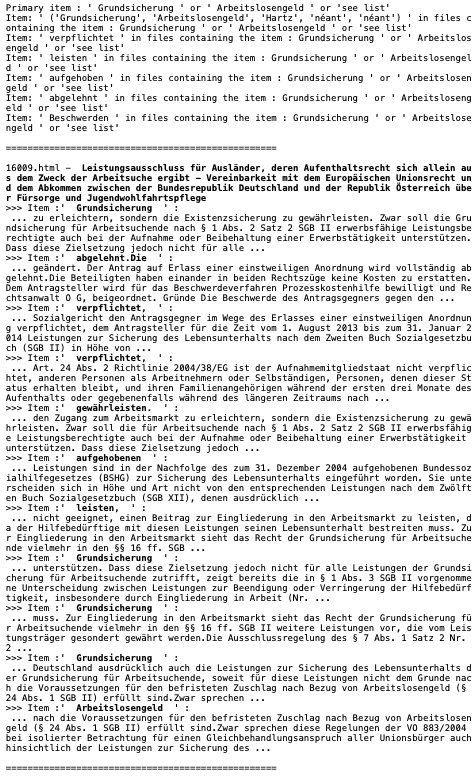 Primary item : ' Grundsicherung ' or ' Arbeitslosengeld ' or 'see list'
Item: ' ('Grundsicherung', 'Arbeitslosengeld', 'Hartz', 'néant', 'néant') ' in files c
ontaining the item : Grundsicherung ' or ' Arbeitslosengeld ' or 'see list'
Item: ' verpflichtet ' in files containing the item : Grundsicherung ' or ' Arbeitslos
engeld ' or 'see list'
Item: ' leisten ' in files containing the item : Grundsicherung ' or ' Arbeitslosengel
d ' or 'see list'
Item: ' aufgehoben ' in files containing the item : Grundsicherung ' or ' Arbeitslosen
geld ' or 'see list'
Item: ' abgelehnt ' in files containing the item : Grundsicherung ' or ' Arbeitsloseng
eld ' or 'see list'
Item: ' Beschwerden ' in files containing the item : Grundsicherung ' or ' Arbeitslose
ngeld ' or 'see list'
==================================================
16009.html – Leistungsausschluss für Ausländer, deren Aufenthaltsrecht sich allein au
s dem Zweck der Arbeitsuche ergibt – Vereinbarkeit mit dem Europäischen Unionsrecht un
d dem Abkommen zwischen der Bundesrepublik Deutschland und der Republik Österreich übe
r Fürsorge und Jugendwohlfahrtspflege
>>> Item :' Grundsicherung ' :
... zu erleichtern, sondern die Existenzsicherung zu gewährleisten. Zwar soll die Gru
ndsicherung für Arbeitsuchende nach § 1 Abs. 2 Satz 2 SGB II erwerbsfähige Leistungsbe
rechtigte auch bei der Aufnahme oder Beibehaltung einer Erwerbstätigkeit unterstützen.
Dass diese Zielsetzung jedoch nicht für alle ...
>>> Item :' abgelehnt.Die ' :
... geändert. Der Antrag auf Erlass einer einstweiligen Anordnung wird vollständig ab
gelehnt.Die Beteiligten haben einander in beiden Rechtszüge keine Kosten zu erstatten.
Dem Antragsteller wird für das Beschwerdeverfahren Prozesskostenhilfe bewilligt und Re
chtsanwalt O G, beigeordnet. Gründe Die Beschwerde des Antragsgegners gegen den ...
>>> Item :' verpflichtet, ' :
... Sozialgericht den Antragsgegner im Wege des Erlasses einer einstweiligen Anordnun
g verpflichtet, dem Antragsteller für die Zeit vom 1. August 2013 bis zum 31. Januar 2
014 Leistungen zur Sicherung des Lebensunterhalts nach dem Zweiten Buch Sozialgesetzbu
ch (SGB II) in Höhe von ...
>>> Item :' verpflichtet, ' :
... Art. 24 Abs. 2 Richtlinie 2004/38/EG ist der Aufnahmemitgliedstaat nicht verpflic
htet, anderen Personen als Arbeitnehmern oder Selbständigen, Personen, denen dieser St
atus erhalten bleibt, und ihren Familienangehörigen während der ersten drei Monate des
Aufenthalts oder gegebenenfalls während des längeren Zeitraums nach ...
>>> Item :' gewährleisten. ' :
... den Zugang zum Arbeitsmarkt zu erleichtern, sondern die Existenzsicherung zu gewä
hrleisten. Zwar soll die für Arbeitsuchende nach § 1 Abs. 2 Satz 2 SGB II erwerbsfähig
e Leistungsberechtigte auch bei der Aufnahme oder Beibehaltung einer Erwerbstätigkeit
unterstützen. Dass diese Zielsetzung jedoch ...
>>> Item :' aufgehobenen ' :
... Leistungen sind in der Nachfolge des zum 31. Dezember 2004 aufgehobenen Bundessoz
ialhilfegesetzes (BSHG) zur Sicherung des Lebensunterhalts eingeführt worden. Sie unte
rscheiden sich in Höhe und Art nicht von den entsprechenden Leistungen nach dem Zwölft
en Buch Sozialgesetzbuch (SGB XII), denen ausdrücklich ...
>>> Item :' leisten, ' :
... nicht geeignet, einen Beitrag zur Eingliederung in den Arbeitsmarkt zu leisten, d
a der Hilfebedürftige mit diesen Leistungen seinen Lebensunterhalt bestreiten muss. Zu
r Eingliederung in den Arbeitsmarkt sieht das Recht der Grundsicherung für Arbeitsuche
nde vielmehr in den §§ 16 ff. SGB ...
>>> Item :' Grundsicherung ' :
... unterstützen. Dass diese Zielsetzung jedoch nicht für alle Leistungen der Grundsi
cherung für Arbeitsuchende zutrifft, zeigt bereits die in § 1 Abs. 3 SGB II vorgenomme
ne Unterscheidung zwischen Leistungen zur Beendigung oder Verringerung der Hilfebedürf
tigkeit, insbesondere durch Eingliederung in Arbeit (Nr. ...
>>> Item :' Grundsicherung ' :
... muss. Zur Eingliederung in den Arbeitsmarkt sieht das Recht der Grundsicherung fü
r Arbeitsuchende vielmehr in den §§ 16 ff. SGB II weitere Leistungen vor, die vom Leis
tungsträger gesondert gewährt werden.Die Ausschlussregelung des § 7 Abs. 1 Satz 2 Nr.
2 ...
>>> Item :' Grundsicherung ' :
... Deutschland ausdrücklich auch die Leistungen zur Sicherung des Lebensunterhalts d
er Grundsicherung für Arbeitsuchende, soweit für diese Leistungen nicht dem Grunde nac
h die Voraussetzungen für den befristeten Zuschlag nach Bezug von Arbeitslosengeld (§
24 Abs. 1 SGB II) erfüllt sind.Zwar sprechen ...
>>> Item :' Arbeitslosengeld ' :
... nach die Voraussetzungen für den befristeten Zuschlag nach Bezug von Arbeitslosen
geld (§ 24 Abs. 1 SGB II) erfüllt sind.Zwar sprechen diese Regelungen der VO 883/2004
bei isolierter Betrachtung für einen Gleichbehandlungsanspruch aller Unionsbürger auch
hinsichtlich der Leistungen zur Sicherung des ...
==================================================